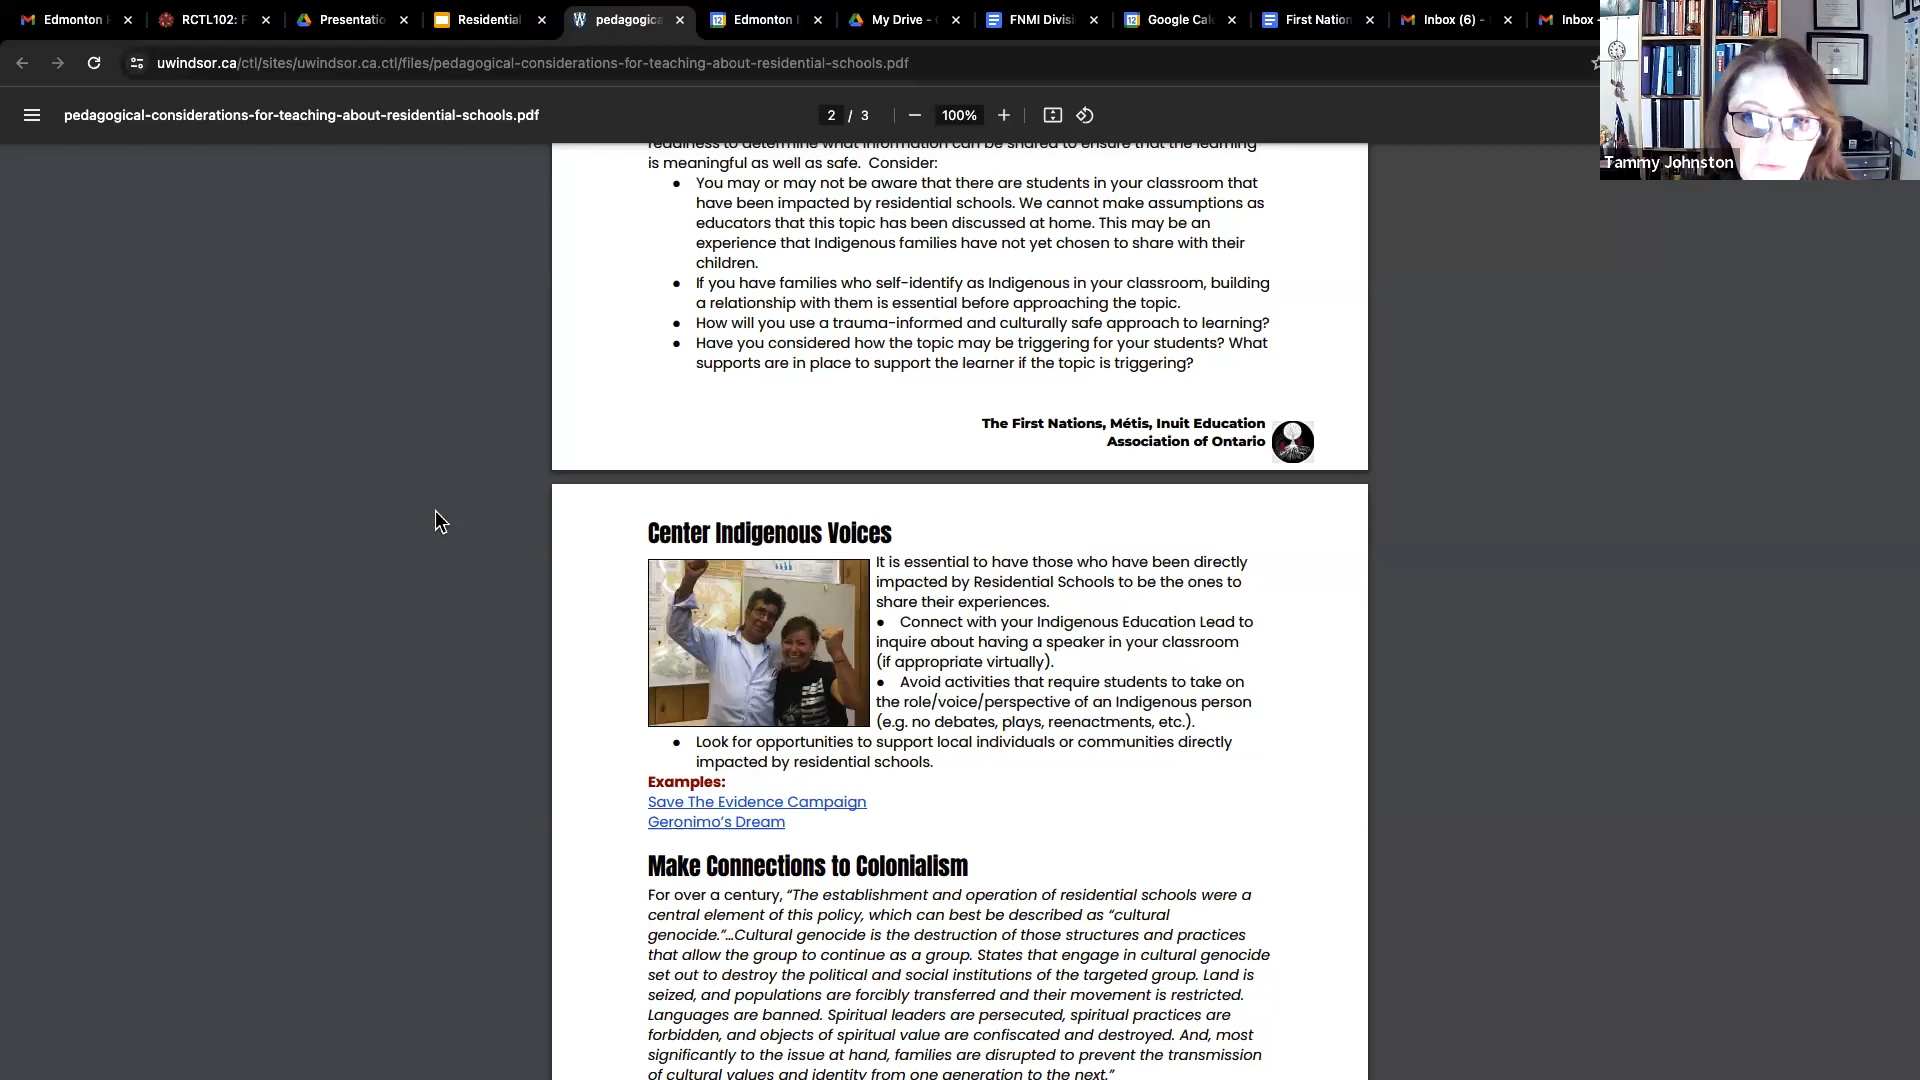 Edmonton
RCTL102: F
Presentatio
Residential
pedagogica
Edmonton
My Drive -
FNMI Divisi
Google Cal
First Nation
Inbox (6) -
Inbox -
uwindsor.ca/ctl/sites/uwindsor.ca.ctl/files/pedagogical-considerations-for-teaching-about-residential-schools.pdf
pedagogical-considerations-for-teaching-about-residential-schools.pdf
2 / 3
100%
Tammy Johnston
readiness to determine what information can be shared to ensure that the learning
is meaningful as well as safe. Consider:
● You may or may not be aware that there are students in your classroom that
have been impacted by residential schools. We cannot make assumptions as
educators that this topic has been discussed at home. This may be an
experience that Indigenous families have not yet chosen to share with their
children.
● If you have families who self-identify as Indigenous in your classroom, building
a relationship with them is essential before approaching the topic.
● How will you use a trauma-informed and culturally safe approach to learning?
● Have you considered how the topic may be triggering for your students? What
supports are in place to support the learner if the topic is triggering?
The First Nations, Métis, Inuit Education
Association of Ontario
Center Indigenous Voices
It is essential to have those who have been directly
impacted by Residential Schools to be the ones to
share their experiences.
● Connect with your Indigenous Education Lead to
inquire about having a speaker in your classroom
(if appropriate virtually).
● Avoid activities that require students to take on
the role/voice/perspective of an Indigenous person
(e.g. no debates, plays, reenactments, etc.).
● Look for opportunities to support local individuals or communities directly
impacted by residential schools.
Examples:
Save The Evidence Campaign
Geronimo's Dream
Make Connections to Colonialism
For over a century, “The establishment and operation of residential schools were a
central element of this policy, which can best be described as “cultural
genocide.”…Cultural genocide is the destruction of those structures and practices
that allow the group to continue as a group. States that engage in cultural genocide
set out to destroy the political and social institutions of the targeted group. Land is
seized, and populations are forcibly transferred and their movement is restricted.
Languages are banned. Spiritual leaders are persecuted, spiritual practices are
forbidden, and objects of spiritual value are confiscated and destroyed. And, most
significantly to the issue at hand, families are disrupted to prevent the transmission
of cultural values and identity from one generation to the next.”